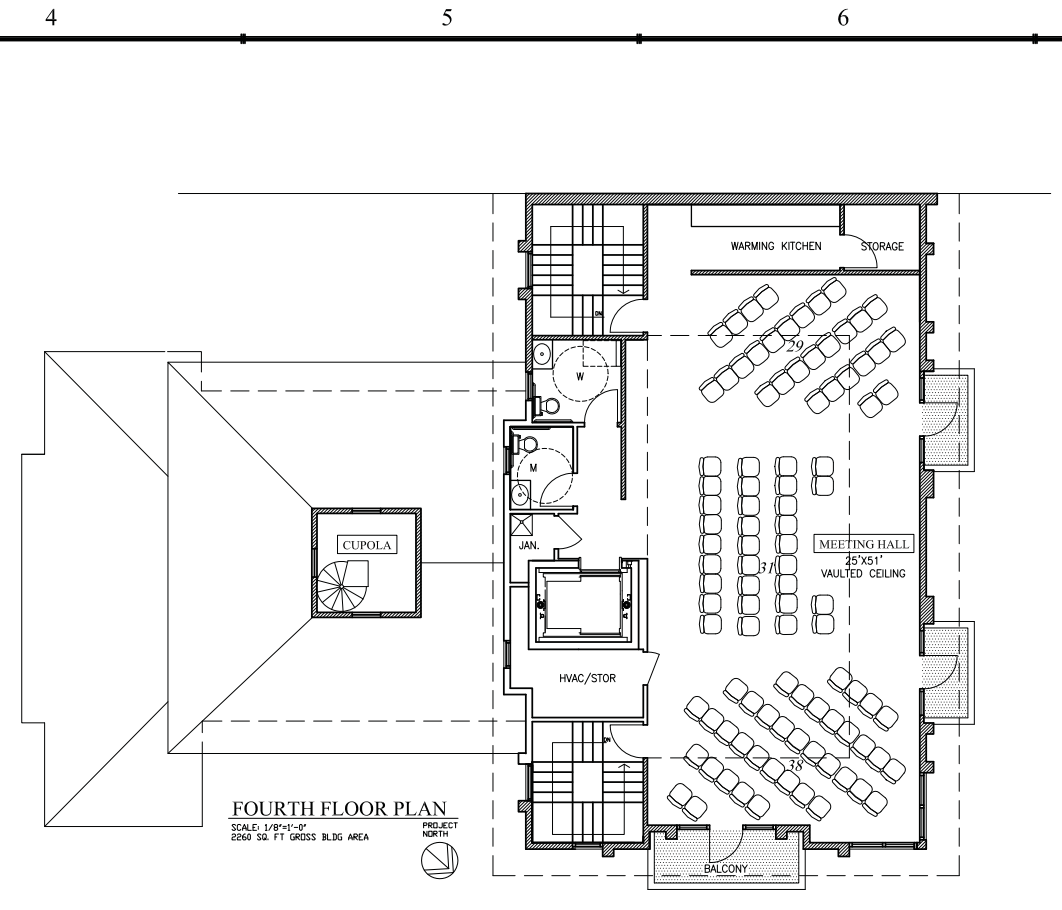 4 5 6
WARMING KITCHEN STORAGE
DN
29
W
M
JAN.
CUPOLA
MEETING HALL
25'X51'
VAULTED CEILING
31
HVAC/STOR
DN
38
FOURTH FLOOR PLAN
SCALE: 1/8"=1'-0"
2260 SQ. FT GROSS BLDG AREA
PROJECT
NORTH
BALCONY